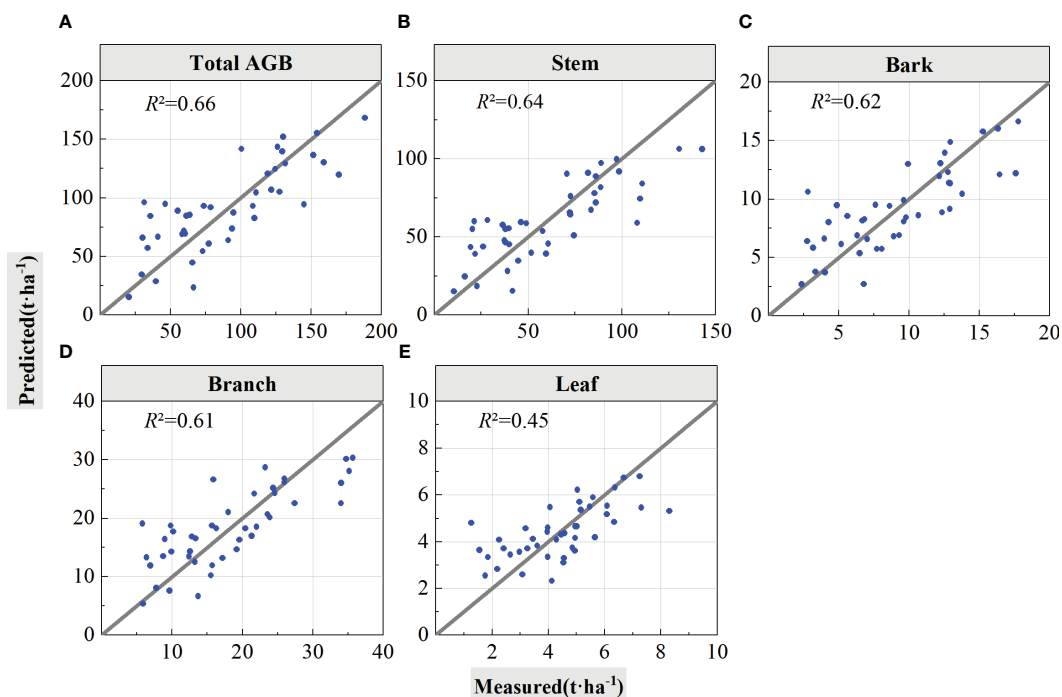 A
Total AGB
R²=0.66
200
150
100
50
0
50
100
150
200
B
Stem
R²=0.64
150
100
50
0
50
100
150
C
Bark
R²=0.62
20
15
10
5
0
5
10
15
20
Predicted(t·ha⁻¹)
D
Branch
R²=0.61
40
30
20
10
0
10
20
30
40
E
Leaf
R²=0.45
10
8
6
4
2
0
2
4
6
8
10
Measured(t·ha⁻¹)